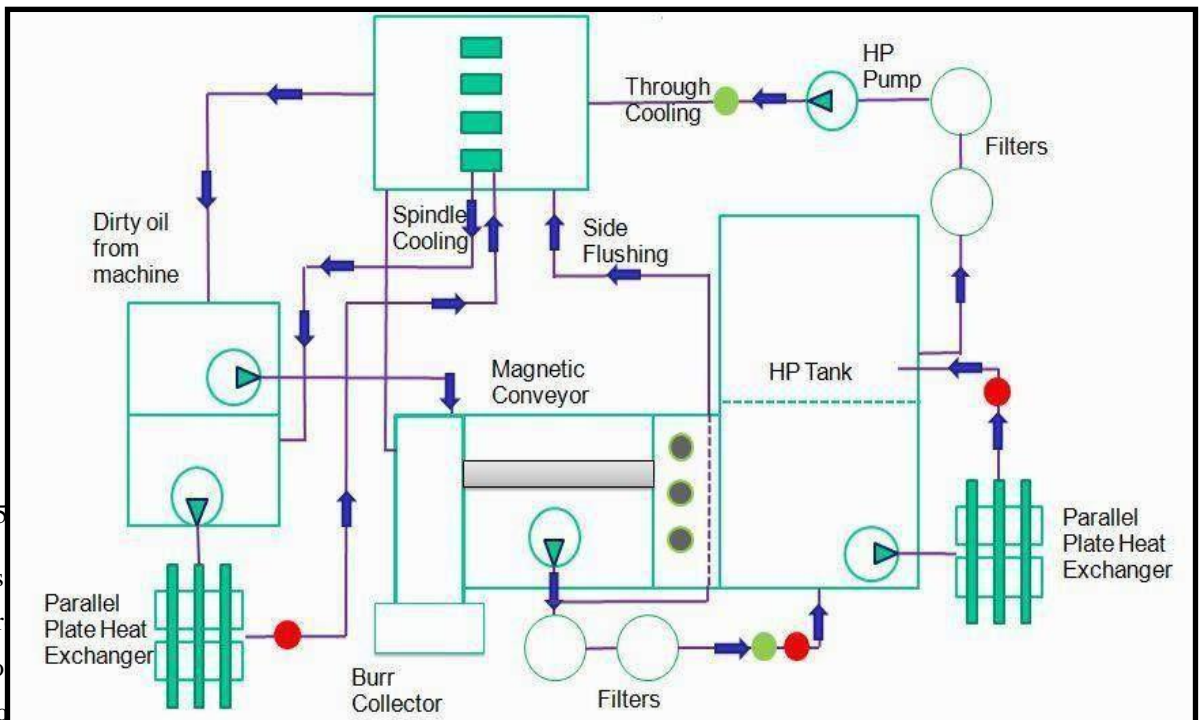 HP
Pump
Through
Cooling
Filters
Dirty oil
from
machine
Spindle
Cooling
Side
Flushing
Magnetic
Conveyor
HP Tank
Parallel
Plate Heat
Exchanger
Parallel
Plate Heat
Exchanger
Burr
Collector
Filters
5
s
r